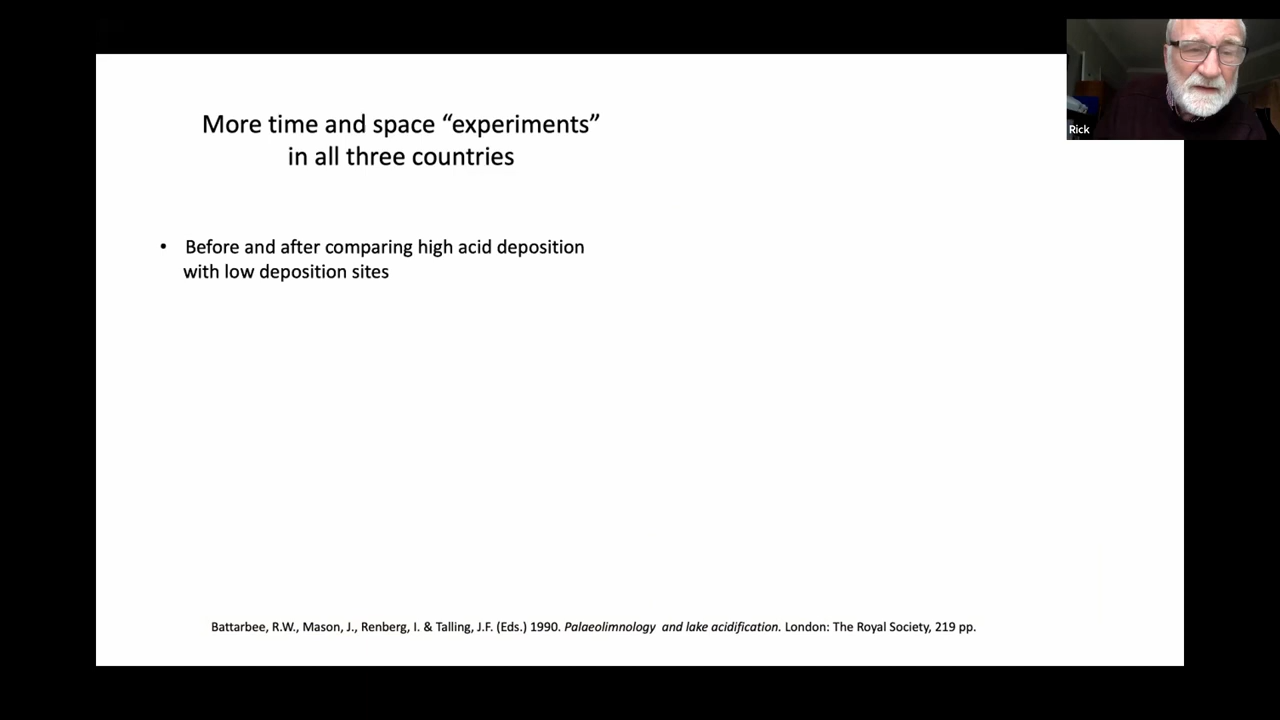 More time and space “experiments”
in all three countries
• Before and after comparing high acid deposition
with low deposition sites
Battarbee, R.W., Mason, J., Renberg, I. & Talling, J.F. (Eds.) 1990. Palaeolimnology and lake acidification. London: The Royal Society, 219 pp.
Rick